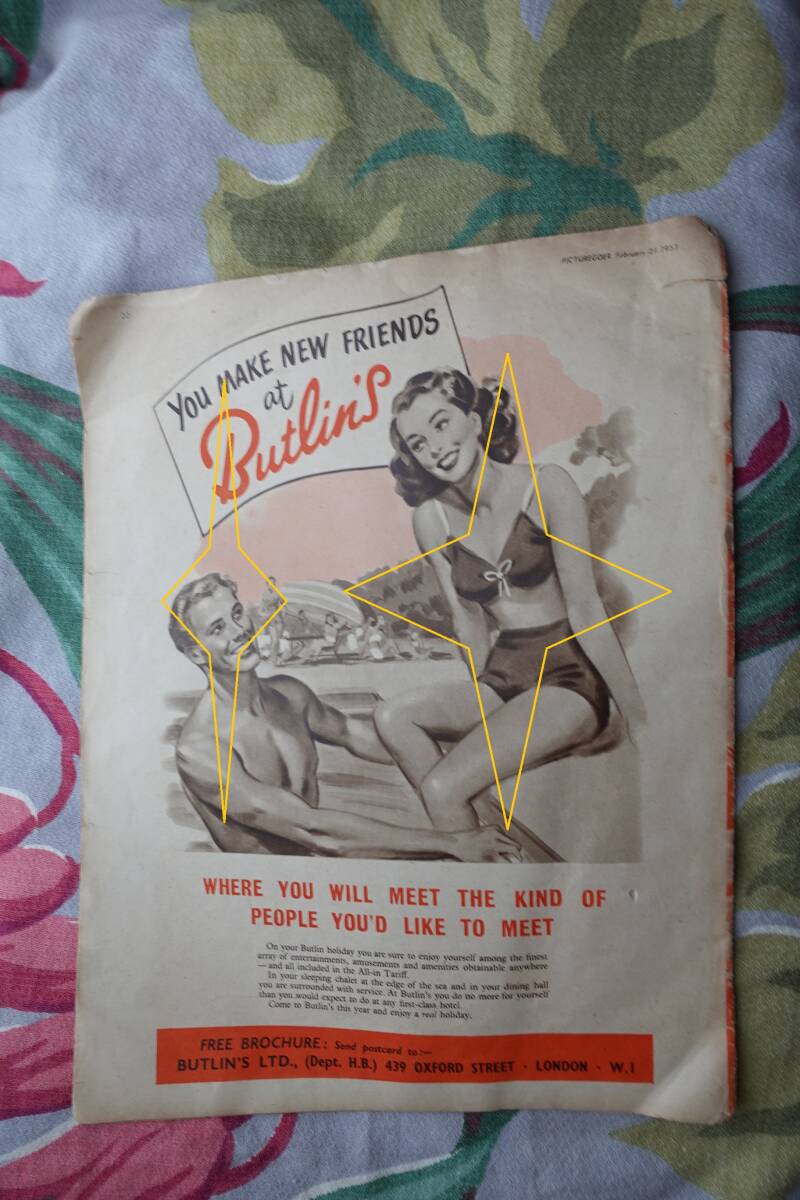 PICTUREGOER February 21 1953
YOU MAKE NEW FRIENDS
at
Butlin's
WHERE YOU WILL MEET THE KIND OF
PEOPLE YOU'D LIKE TO MEET
On your Butlin holiday you are sure to enjoy yourself among the finest
array of entertainments, amusements and amenities obtainable anywhere
—and all included in the All-in Tariff.
In your sleeping chalet at the edge of the sea and in your dining hall
you are surrounded with service. At Butlin's you do no more for yourself
than you would expect to do at any first-class hotel.
Come to Butlin's this year and enjoy a real holiday.
FREE BROCHURE: Send postcard to:—
BUTLIN'S LTD., (Dept. H.B.) 439 OXFORD STREET · LONDON · W.1